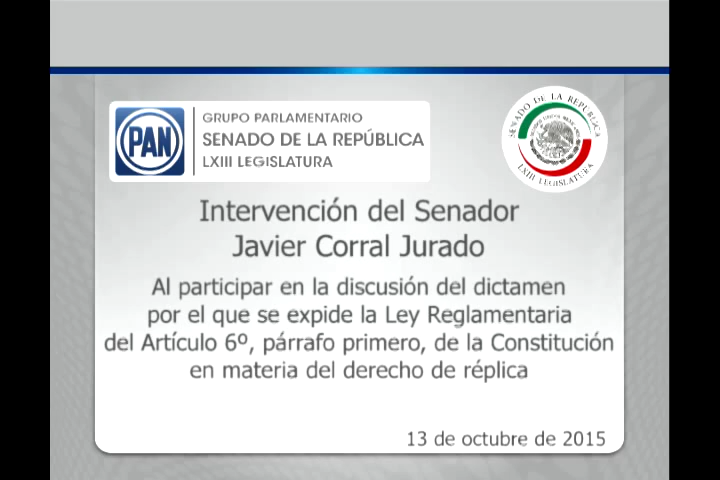 PAN
GRUPO PARLAMENTARIO
SENADO DE LA REPÚBLICA
LXIII LEGISLATURA
SENADO DE LA REPÚBLICA
LXIII LEGISLATURA
Intervención del Senador
Javier Corral Jurado
Al participar en la discusión del dictamen
por el que se expide la Ley Reglamentaria
del Artículo 6º, párrafo primero, de la Constitución
en materia del derecho de réplica
13 de octubre de 2015